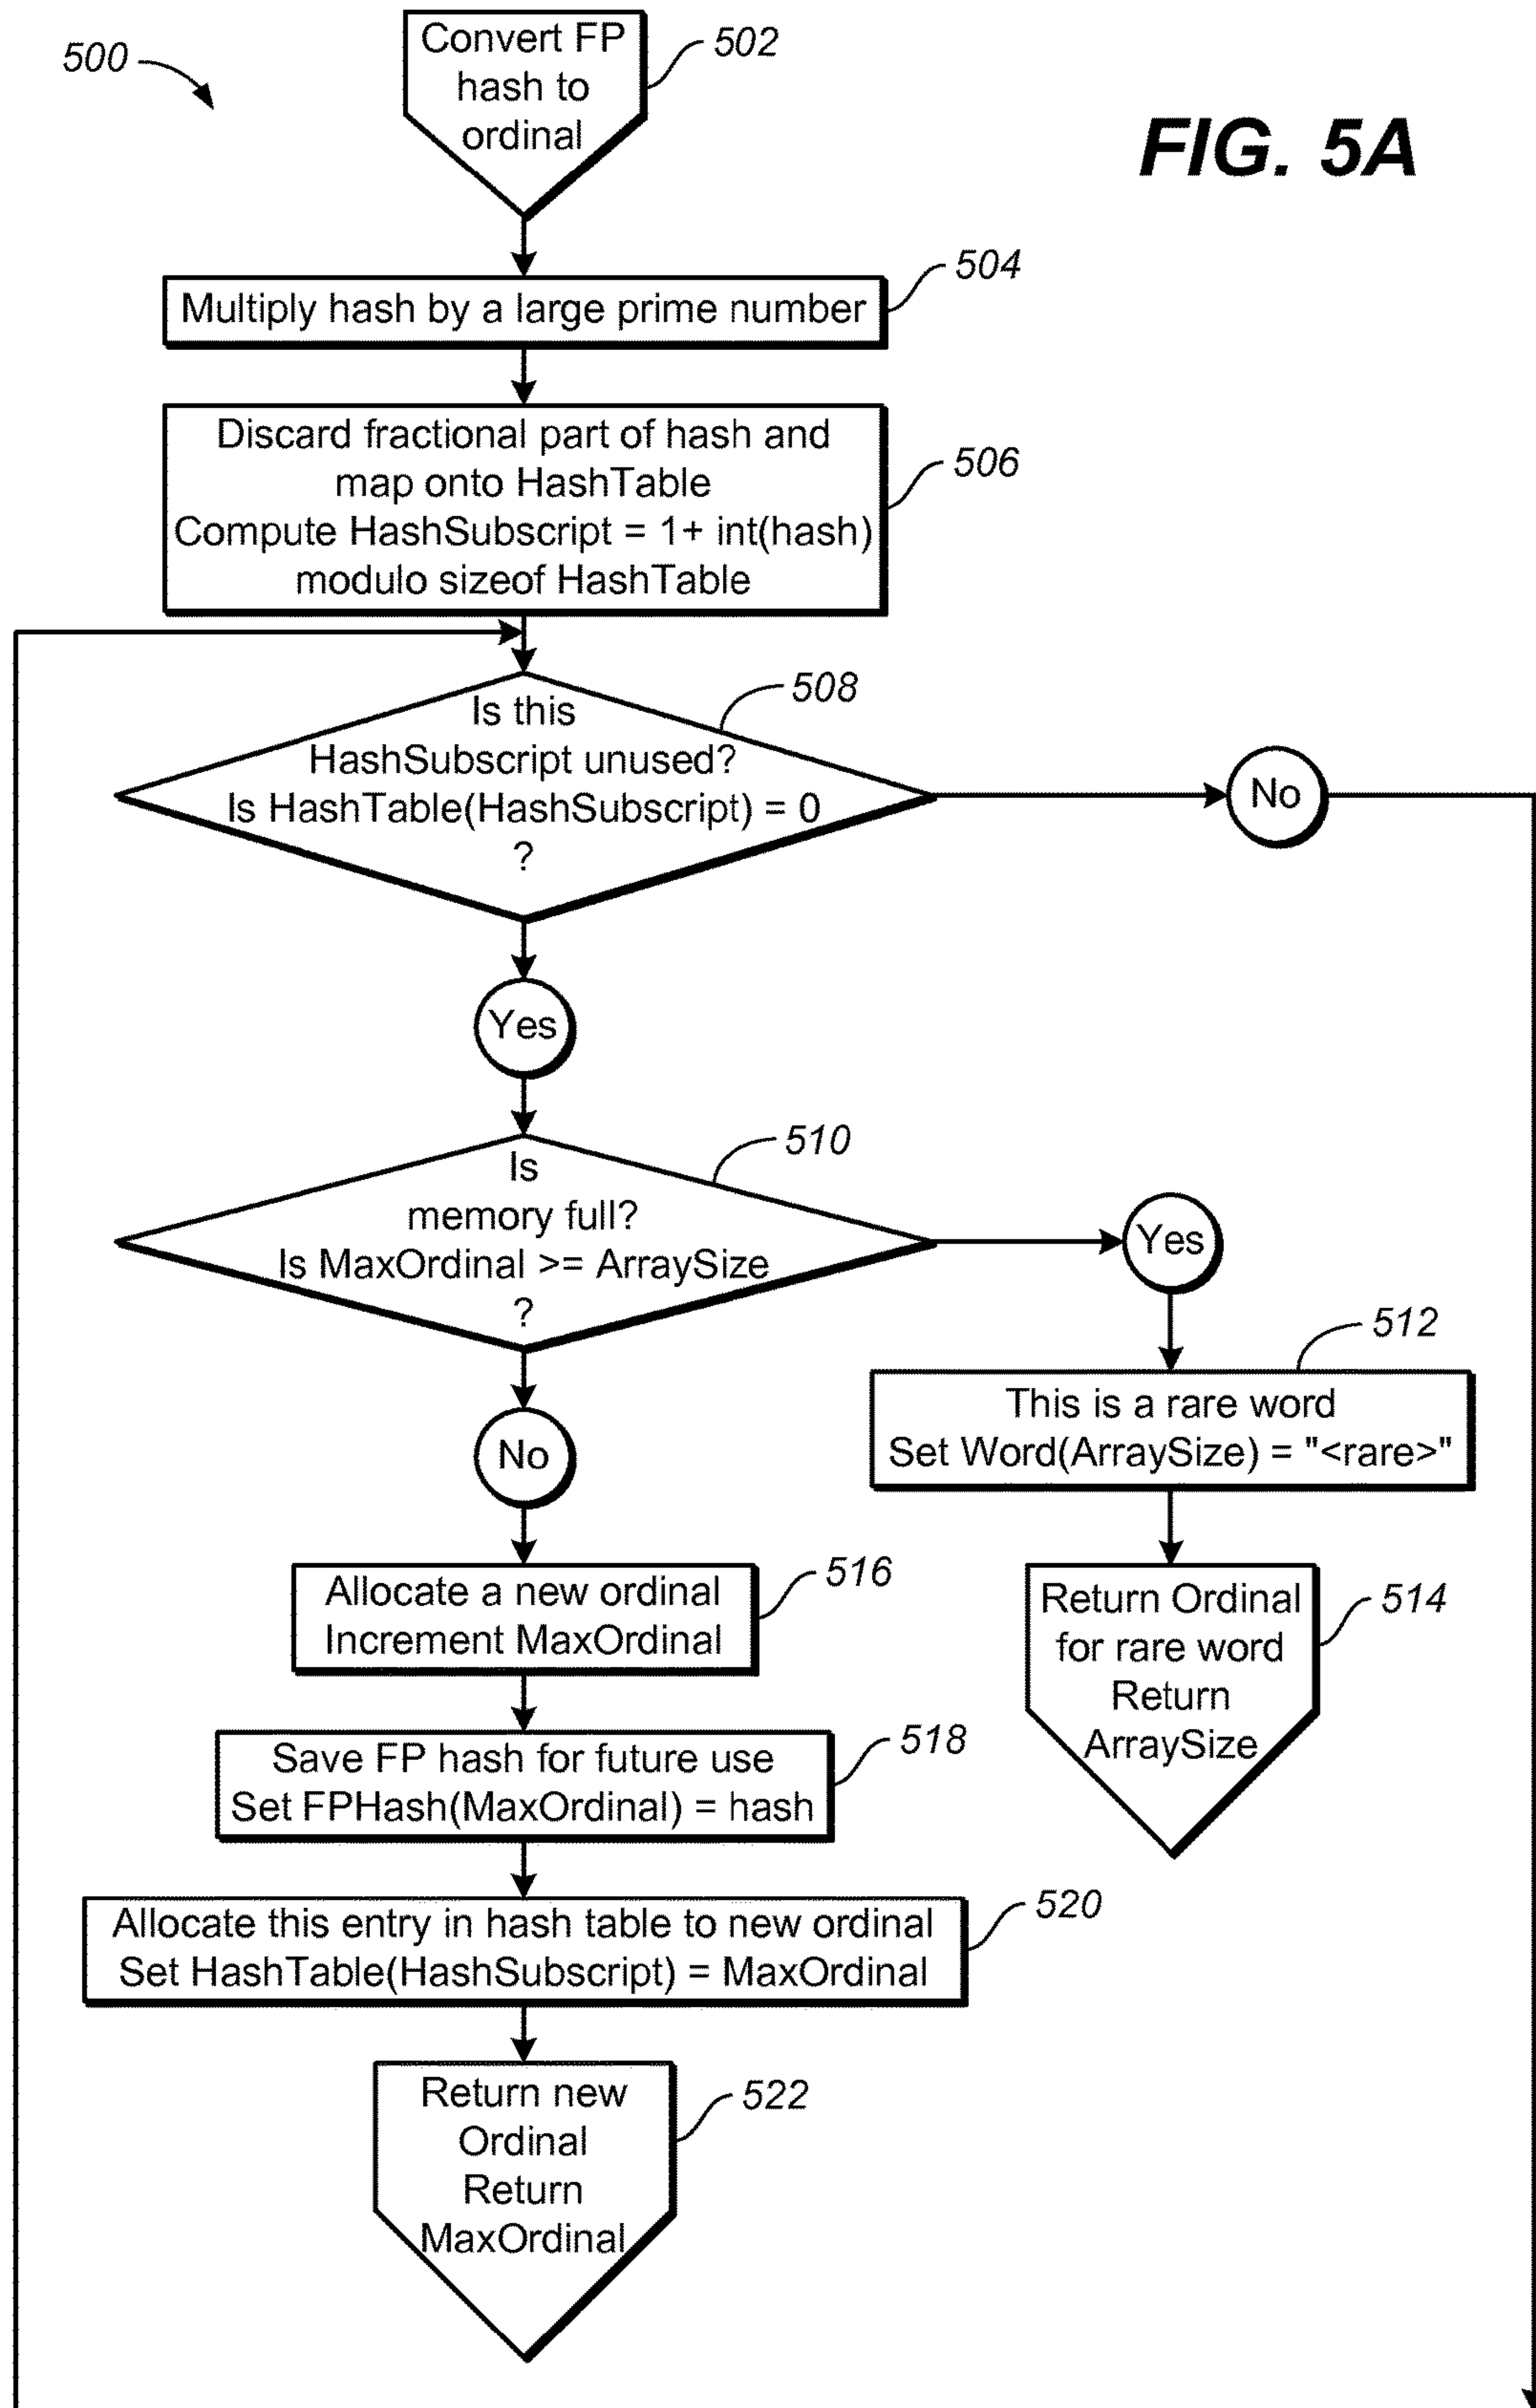 500
Convert FP
hash to
ordinal
502
FIG. 5A
Multiply hash by a large prime number
504
Discard fractional part of hash and
map onto HashTable
Compute HashSubscript = 1+ int(hash)
modulo sizeof HashTable
506
Is this
HashSubscript unused?
Is HashTable(HashSubscript) = 0
?
508
No
Yes
Is
memory full?
Is MaxOrdinal >= ArraySize
?
510
Yes
No
This is a rare word
Set Word(ArraySize) = "<rare>"
512
Return Ordinal
for rare word
Return
ArraySize
514
Allocate a new ordinal
Increment MaxOrdinal
516
Save FP hash for future use
Set FPHash(MaxOrdinal) = hash
518
Allocate this entry in hash table to new ordinal
Set HashTable(HashSubscript) = MaxOrdinal
520
Return new
Ordinal
Return
MaxOrdinal
522